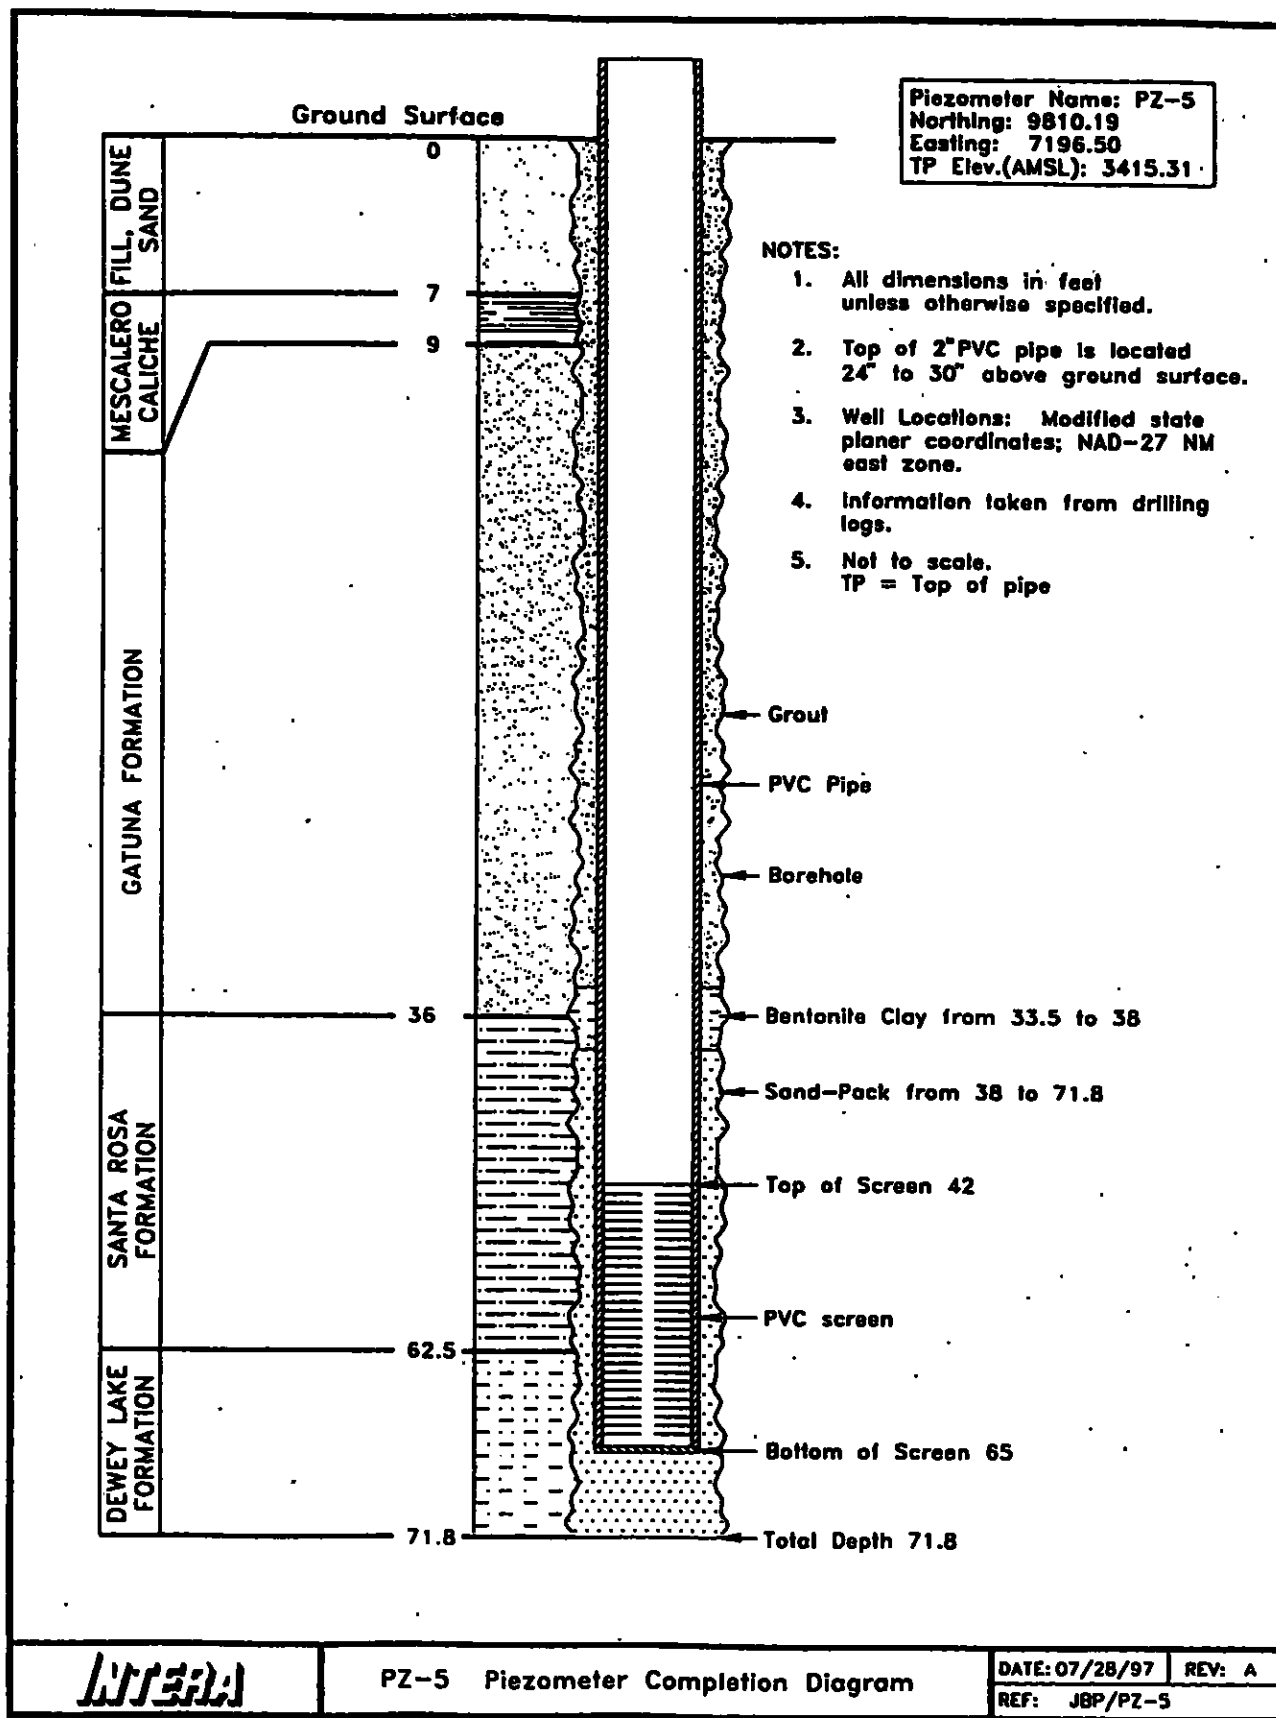 Ground Surface
Piezometer Name: PZ-5
Northing: 9810.19
Easting: 7196.50
TP Elev.(AMSL): 3415.31
FILL, DUNE
SAND
MESCALERO
CALICHE
GATUNA FORMATION
SANTA ROSA
FORMATION
DEWEY LAKE
FORMATION
0
7
9
36
62.5
71.8
NOTES:
1. All dimensions in feet
unless otherwise specified.
2. Top of 2" PVC pipe is located
24" to 30" above ground surface.
3. Well Locations: Modified state
planer coordinates; NAD-27 NM
east zone.
4. Information taken from drilling
logs.
5. Not to scale.
TP = Top of pipe
Grout
PVC Pipe
Borehole
Bentonite Clay from 33.5 to 38
Sand-Pack from 38 to 71.8
Top of Screen 42
PVC screen
Bottom of Screen 65
Total Depth 71.8
INTERA
PZ-5 Piezometer Completion Diagram
DATE: 07/28/97 REV: A
REF: JBP/PZ-5